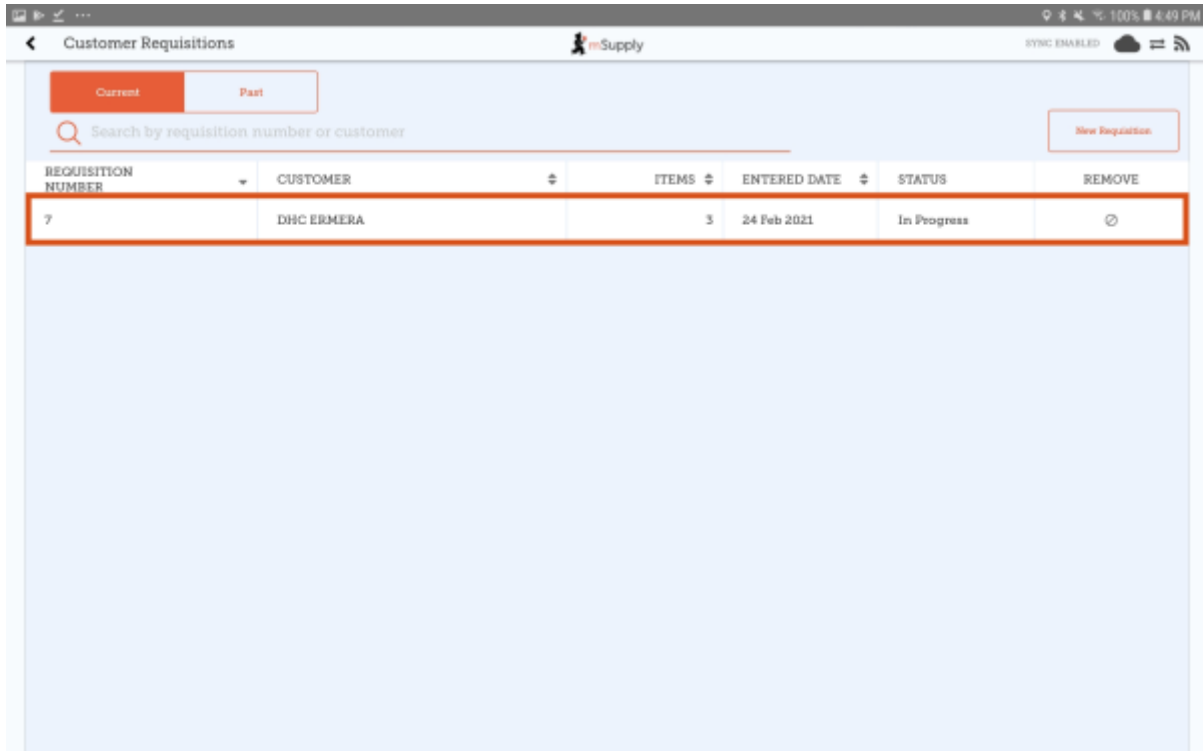 100% 4:49 PM
Customer Requisitions
mSupply
SYNC ENABLED
Current
Past
Search by requisition number or customer
New Requisition
REQUISITION
NUMBER
CUSTOMER
ITEMS
ENTERED DATE
STATUS
REMOVE
7
DHC ERMERA
3
24 Feb 2021
In Progress